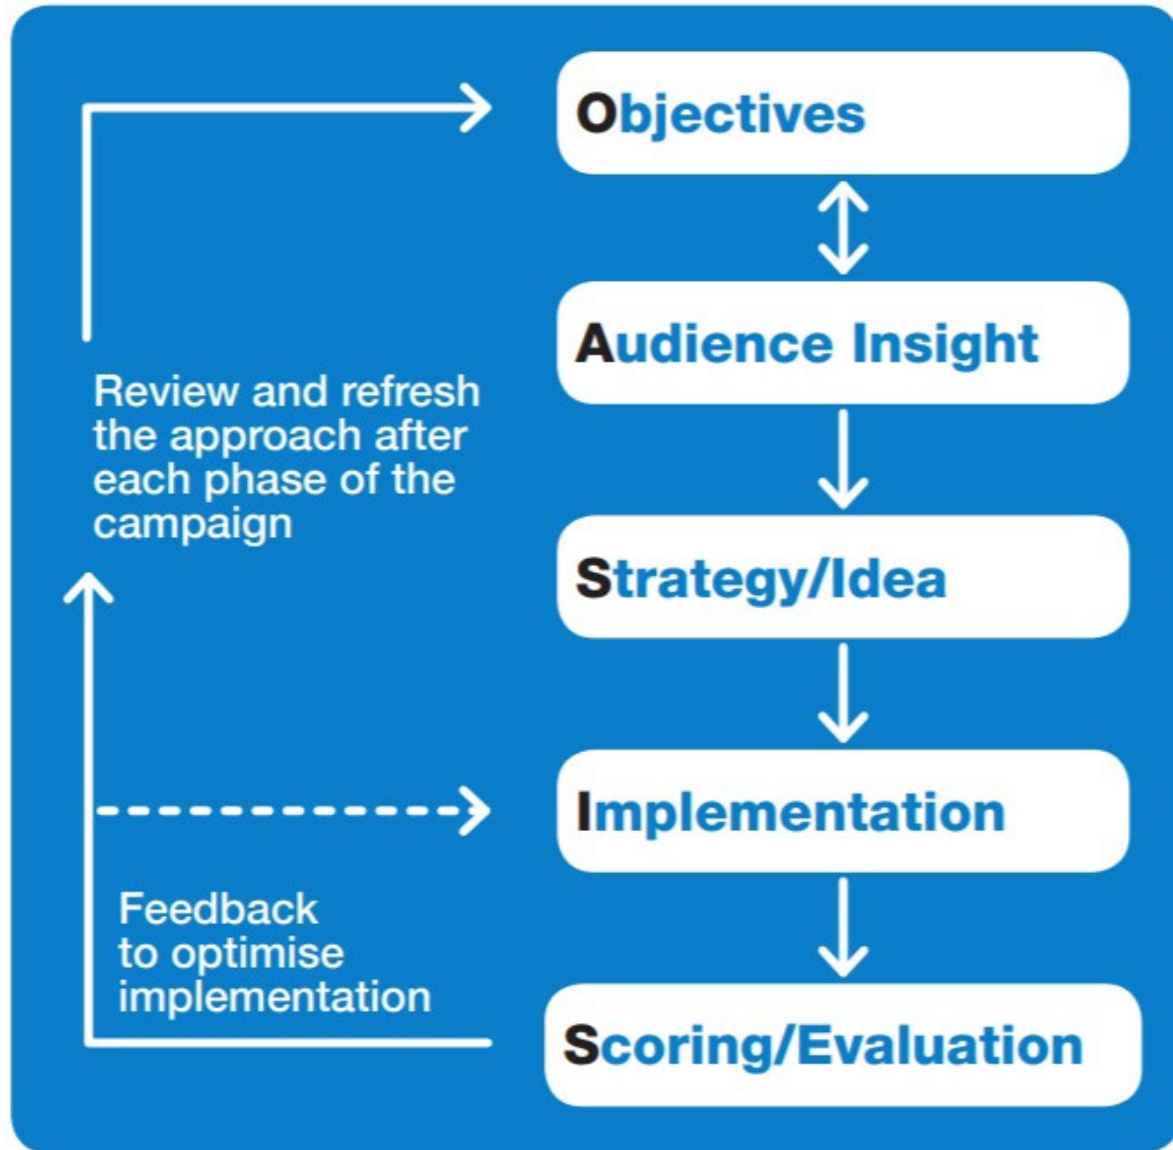 Objectives
Audience Insight
Review and refresh
the approach after
each phase of the
campaign
Strategy/Idea
Implementation
Feedback
to optimise
implementation
Scoring/Evaluation